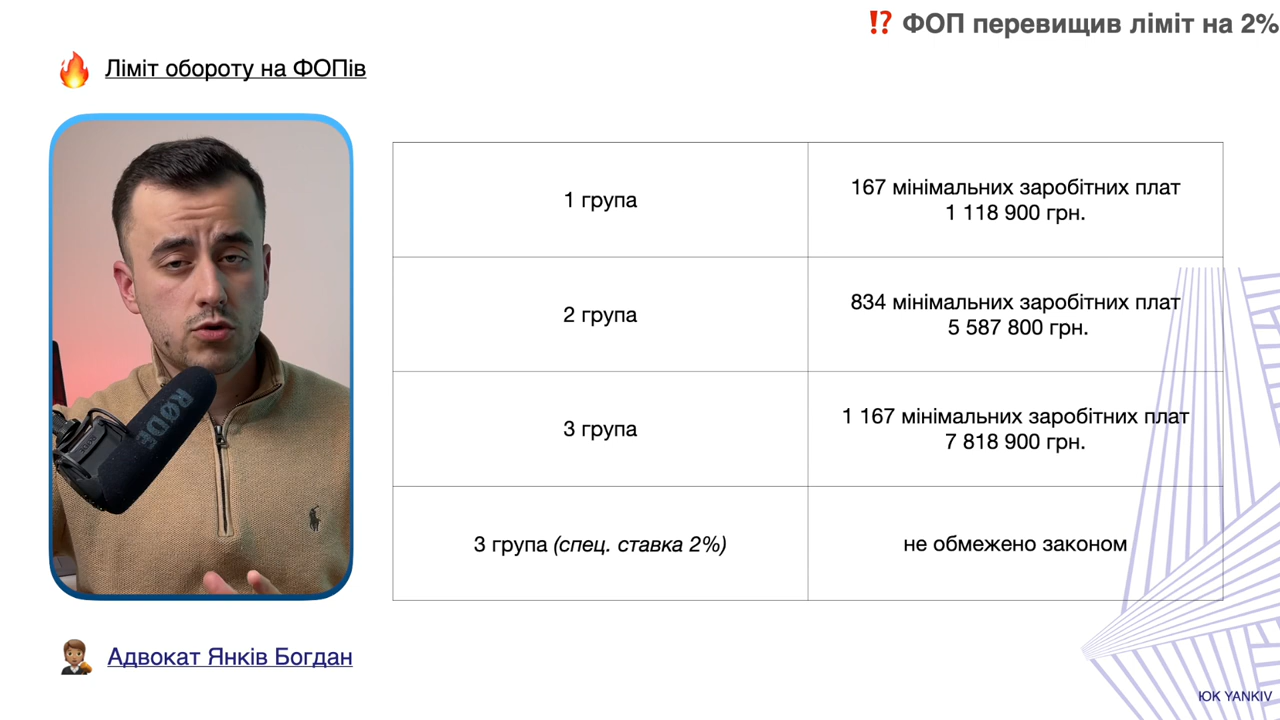 ⁉️ ФОП перевищив ліміт на 2%
🔥 Ліміт обороту на ФОПів
1 група
167 мінімальних заробітних плат
1 118 900 грн.
2 група
834 мінімальних заробітних плат
5 587 800 грн.
3 група
1 167 мінімальних заробітних плат
7 818 900 грн.
3 група (спец. ставка 2%)
не обмежено законом
RØDE
Адвокат Янків Богдан
ЮК YANKIV